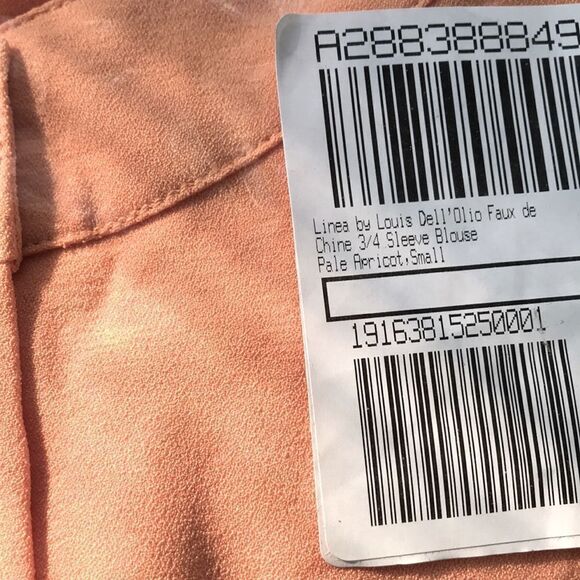 A288388849
Linea by Louis Dell'Olio Faux de
Chine 3/4 Sleeve Blouse
Pale Apricot,Small
19163815250001